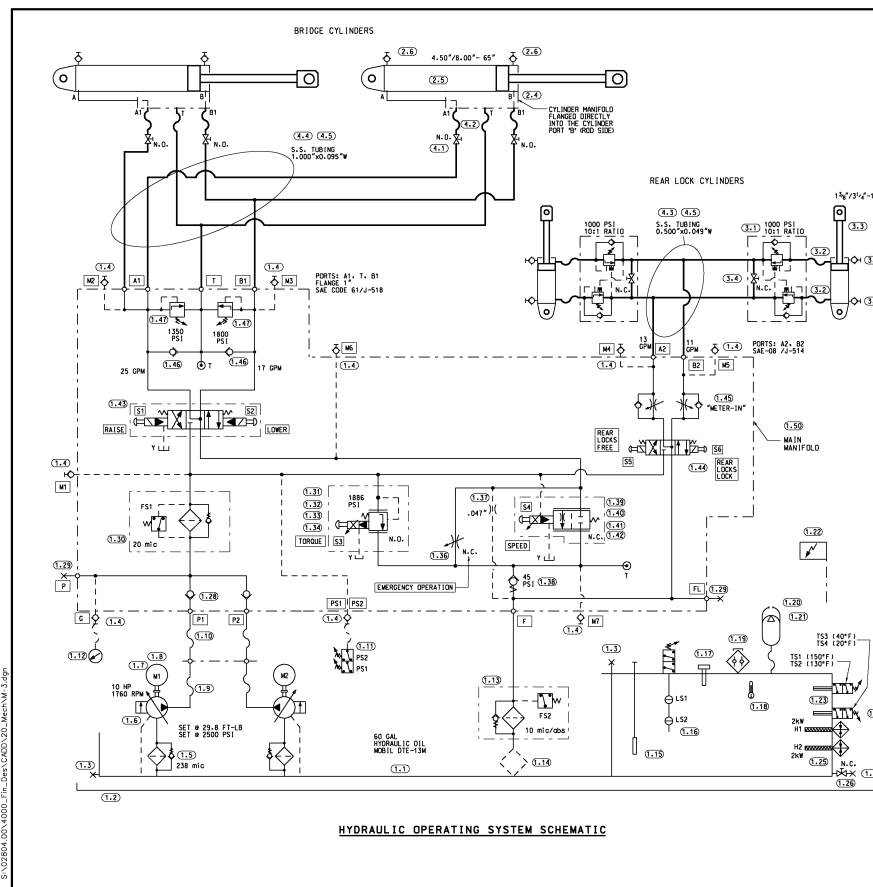 BRIDGE CYLINDERS
2.6
4.50"/8.00"- 65"
2.6
2.5
2.4
A
B
A
B
A1
T
B1
A1
T
B1
CYLINDER MANIFOLD
FLANGED DIRECTLY
INTO THE CYLINDER
PORT 'B' (ROD SIDE)
4.2
N.O.
N.O.
4.1
N.O.
N.O.
4.4 4.5
S.S. TUBING
1.000"x0.095"W
REAR LOCK CYLINDERS
4.3 4.5
S.S. TUBING
0.500"x0.049"W
1000 PSI
10:1 RATIO
3.1
1000 PSI
10:1 RATIO
3.3
3.2
3.4
N.C.
N.C.
3.2
1.4
M2
A1
T
B1
1.4
M3
PORTS: A1, T, B1
FLANGE 1"
SAE CODE 61/J-518
1.47
1350
PSI
1.47
1800
PSI
1.46
T
1.46
25 GPM
17 GPM
M6
1.4
M4
1.4
13
GPM
A2
11
GPM
B2
1.4
M5
PORTS: A2, B2
SAE-08 /J-514
1.45
"METER-IN"
1.43
S1
S2
RAISE
LOWER
Y
REAR
LOCKS
FREE
S5
S6
1.44
REAR
LOCKS
LOCK
1.50
MAIN
MANIFOLD
1.4
M1
FS1
1.30
20 mic
1.31
1.32
1.33
1.34
1886
PSI
S3
TORQUE
N.O.
Y
1.37
.047"
1.36
N.C.
S4
SPEED
Y
N.C.
1.39
1.40
1.41
1.42
1.22
EMERGENCY OPERATION
45
PSI
1.38
T
1.29
P
G
1.4
1.28
P1
P2
1.10
PS1
PS2
1.4
F
M7
1.4
FL
1.29
1.12
1.8
1.7
M1
M2
10 HP
1760 RPM
1.9
1.6
SET @ 29.8 FT-LB
SET @ 2500 PSI
1.11
PS2
PS1
1.13
FS2
10 mic/abs
1.14
1.3
1.5
238 mic
60 GAL
HYDRAULIC OIL
MOBIL DTE-13M
1.1
1.2
1.3
1.17
1.19
1.20
1.21
TS3 (40°F)
TS4 (20°F)
TS1 (150°F)
TS2 (130°F)
LS1
LS2
1.16
1.15
1.18
1.23
2kW
H1
H2
2kW
1.25
N.C.
1.26
HYDRAULIC OPERATING SYSTEM SCHEMATIC
S:\02804.00\4000_Fin_Des\CADD\20_Mech\M-3.dgn